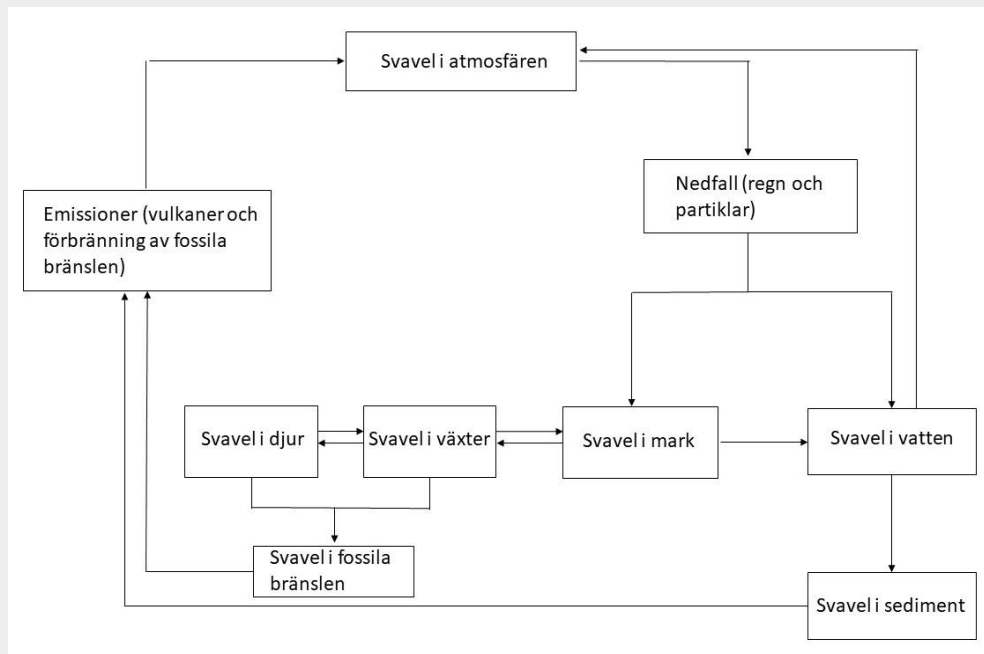 Svavel i atmosfären
Nedfall (regn och
partiklar)
Emissioner (vulkaner och
förbränning av fossila
bränslen)
Svavel i djur
Svavel i växter
Svavel i mark
Svavel i vatten
Svavel i fossila
bränslen
Svavel i sediment